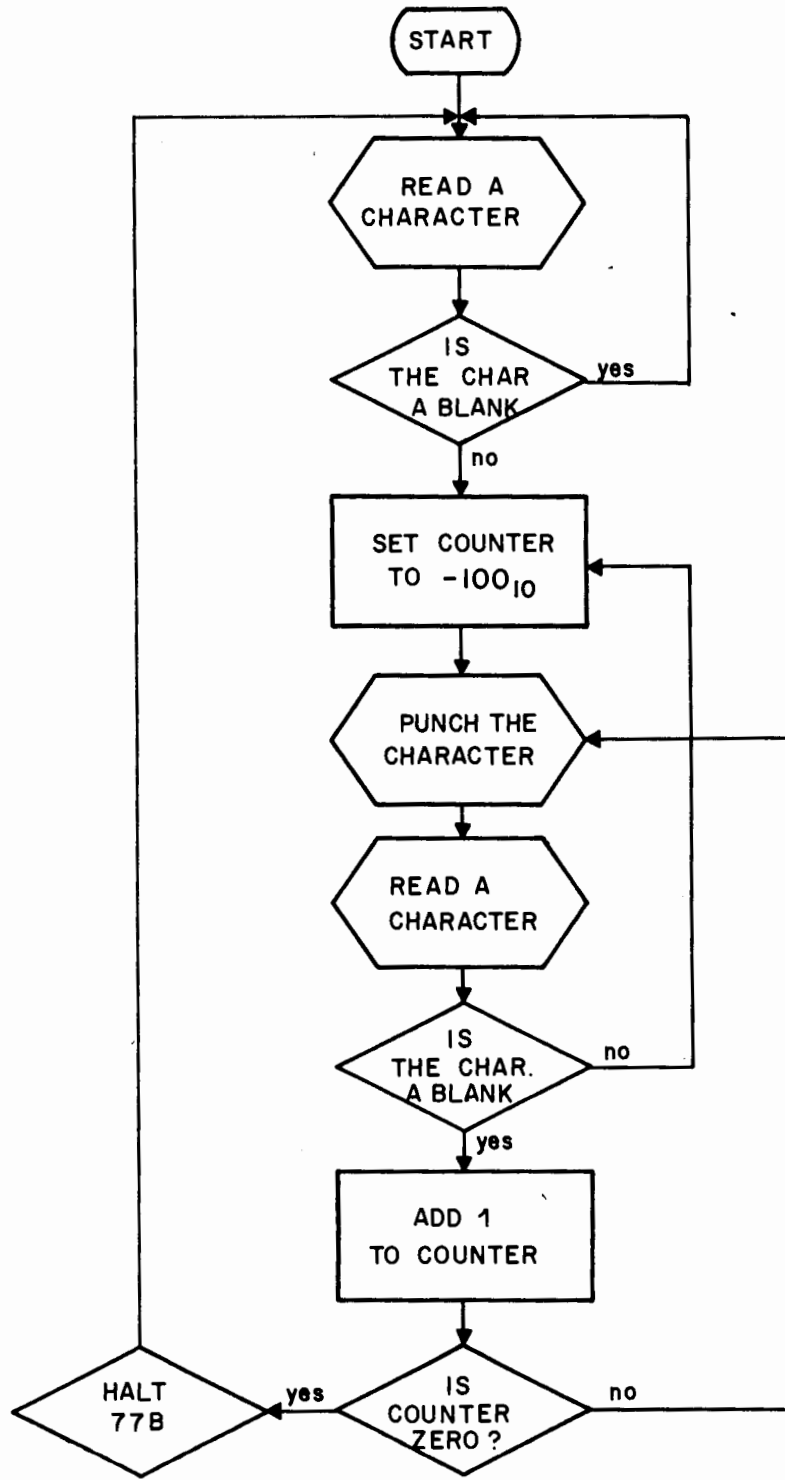 START
READ A
CHARACTER
IS
THE CHAR
A BLANK
yes
no
SET COUNTER
TO -100₁₀
PUNCH THE
CHARACTER
READ A
CHARACTER
IS
THE CHAR.
A BLANK
no
yes
ADD 1
TO COUNTER
HALT
77B
yes
IS
COUNTER
ZERO?
no